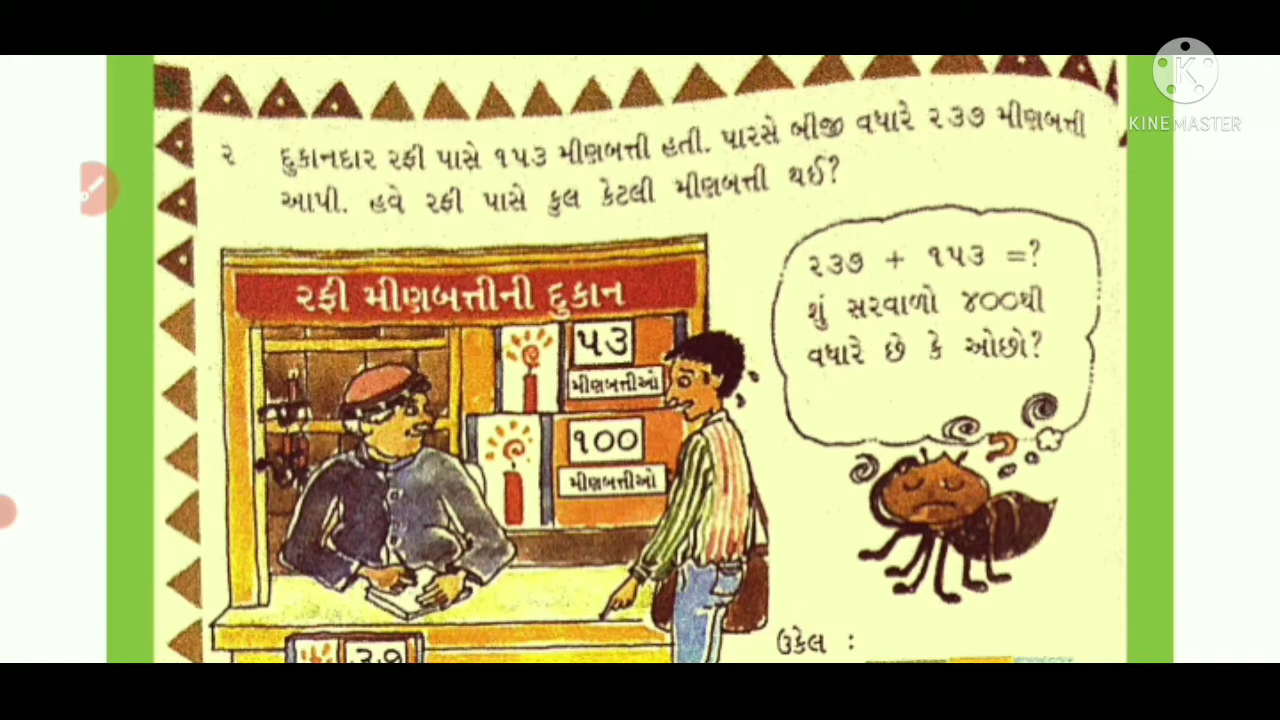 KINEMASTER
૨ દુકાનદાર રફી પાસે ૧૫૩ મીણબત્તી હતી. પારસે બીજી વધારે ૨૩૭ મીણબત્તી
આપી. હવે રફી પાસે કુલ કેટલી મીણબત્તી થઈ?
૨૩૭ + ૧૫૩ =?
શું સરવાળો ૪૦૦થી
વધારે છે કે ઓછો?
રફી મીણબત્તીની દુકાન
૫૩
મીણબત્તીઓ
૧૦૦
મીણબત્તીઓ
ઉકેલ :